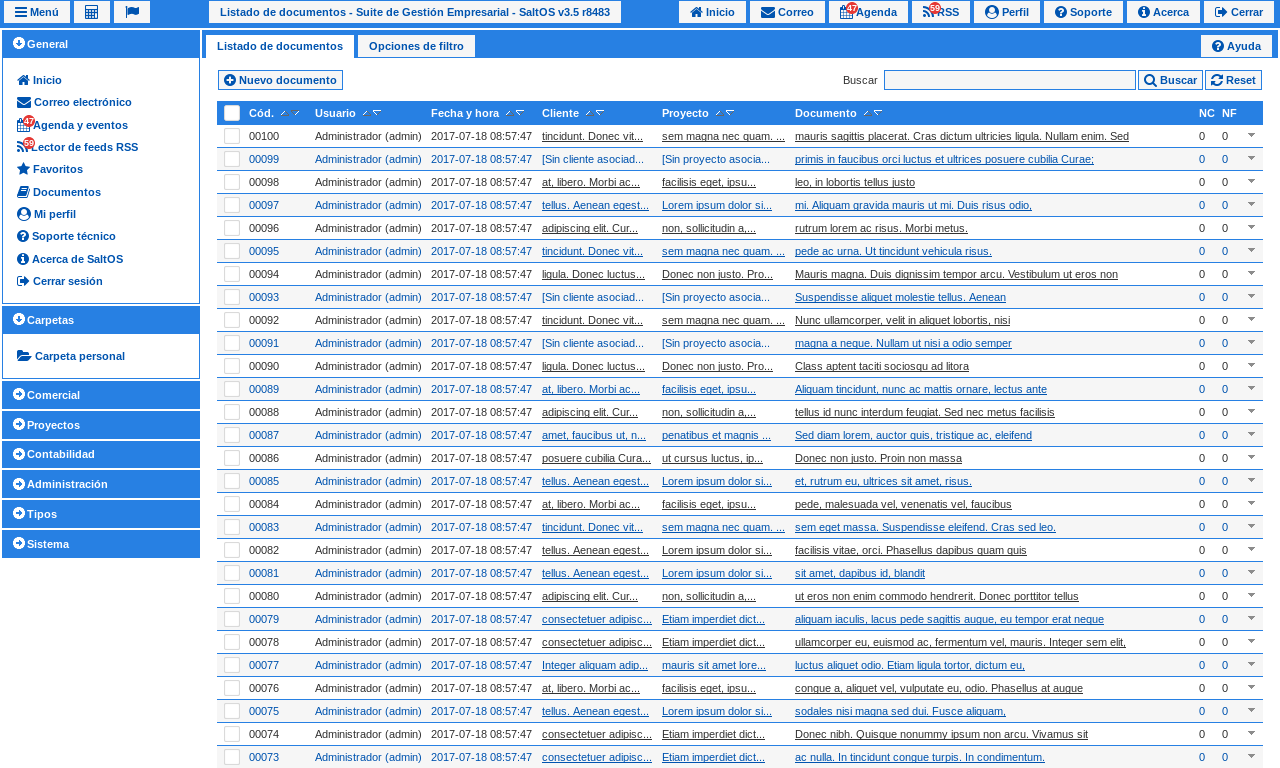 Menú Listado de documentos - Suite de Gestión Empresarial - SaltOS v3.5 r8483 Inicio Correo 47 Agenda 59 RSS Perfil Soporte Acerca Cerrar
General
Inicio
Correo electrónico
47 Agenda y eventos
59 Lector de feeds RSS
Favoritos
Documentos
Mi perfil
Soporte técnico
Acerca de SaltOS
Cerrar sesión
Carpetas
Carpeta personal
Comercial
Proyectos
Contabilidad
Administración
Tipos
Sistema
Listado de documentos Opciones de filtro Ayuda
Nuevo documento Buscar Buscar Reset
Cód. Usuario Fecha y hora Cliente Proyecto Documento NC NF
00100 Administrador (admin) 2017-07-18 08:57:47 tincidunt. Donec vit... sem magna nec quam. ... mauris sagittis placerat. Cras dictum ultricies ligula. Nullam enim. Sed 0 0
00099 Administrador (admin) 2017-07-18 08:57:47 [Sin cliente asociad... [Sin proyecto asocia... primis in faucibus orci luctus et ultrices posuere cubilia Curae; 0 0
00098 Administrador (admin) 2017-07-18 08:57:47 at, libero. Morbi ac... facilisis eget, ipsu... leo, in lobortis tellus justo 0 0
00097 Administrador (admin) 2017-07-18 08:57:47 tellus. Aenean egest... Lorem ipsum dolor si... mi. Aliquam gravida mauris ut mi. Duis risus odio, 0 0
00096 Administrador (admin) 2017-07-18 08:57:47 adipiscing elit. Cur... non, sollicitudin a,... rutrum lorem ac risus. Morbi metus. 0 0
00095 Administrador (admin) 2017-07-18 08:57:47 tincidunt. Donec vit... sem magna nec quam. ... pede ac urna. Ut tincidunt vehicula risus. 0 0
00094 Administrador (admin) 2017-07-18 08:57:47 ligula. Donec luctus... Donec non justo. Pro... Mauris magna. Duis dignissim tempor arcu. Vestibulum ut eros non 0 0
00093 Administrador (admin) 2017-07-18 08:57:47 [Sin cliente asociad... [Sin proyecto asocia... Suspendisse aliquet molestie tellus. Aenean 0 0
00092 Administrador (admin) 2017-07-18 08:57:47 tincidunt. Donec vit... sem magna nec quam. ... Nunc ullamcorper, velit in aliquet lobortis, nisi 0 0
00091 Administrador (admin) 2017-07-18 08:57:47 [Sin cliente asociad... [Sin proyecto asocia... magna a neque. Nullam ut nisi a odio semper 0 0
00090 Administrador (admin) 2017-07-18 08:57:47 ligula. Donec luctus... Donec non justo. Pro... Class aptent taciti sociosqu ad litora 0 0
00089 Administrador (admin) 2017-07-18 08:57:47 at, libero. Morbi ac... facilisis eget, ipsu... Aliquam tincidunt, nunc ac mattis ornare, lectus ante 0 0
00088 Administrador (admin) 2017-07-18 08:57:47 adipiscing elit. Cur... non, sollicitudin a,... tellus id nunc interdum feugiat. Sed nec metus facilisis 0 0
00087 Administrador (admin) 2017-07-18 08:57:47 amet, faucibus ut, n... penatibus et magnis ... Sed diam lorem, auctor quis, tristique ac, eleifend 0 0
00086 Administrador (admin) 2017-07-18 08:57:47 posuere cubilia Cura... ut cursus luctus, ip... Donec non justo. Proin non massa 0 0
00085 Administrador (admin) 2017-07-18 08:57:47 tellus. Aenean egest... Lorem ipsum dolor si... et, rutrum eu, ultrices sit amet, risus. 0 0
00084 Administrador (admin) 2017-07-18 08:57:47 at, libero. Morbi ac... facilisis eget, ipsu... pede, malesuada vel, venenatis vel, faucibus 0 0
00083 Administrador (admin) 2017-07-18 08:57:47 tincidunt. Donec vit... sem magna nec quam. ... sem eget massa. Suspendisse eleifend. Cras sed leo. 0 0
00082 Administrador (admin) 2017-07-18 08:57:47 tellus. Aenean egest... Lorem ipsum dolor si... facilisis vitae, orci. Phasellus dapibus quam quis 0 0
00081 Administrador (admin) 2017-07-18 08:57:47 tellus. Aenean egest... Lorem ipsum dolor si... sit amet, dapibus id, blandit 0 0
00080 Administrador (admin) 2017-07-18 08:57:47 adipiscing elit. Cur... non, sollicitudin a,... ut eros non enim commodo hendrerit. Donec porttitor tellus 0 0
00079 Administrador (admin) 2017-07-18 08:57:47 consectetuer adipisc... Etiam imperdiet dict... aliquam iaculis, lacus pede sagittis augue, eu tempor erat neque 0 0
00078 Administrador (admin) 2017-07-18 08:57:47 consectetuer adipisc... Etiam imperdiet dict... ullamcorper eu, euismod ac, fermentum vel, mauris. Integer sem elit, 0 0
00077 Administrador (admin) 2017-07-18 08:57:47 Integer aliquam adip... mauris sit amet lore... luctus aliquet odio. Etiam ligula tortor, dictum eu, 0 0
00076 Administrador (admin) 2017-07-18 08:57:47 at, libero. Morbi ac... facilisis eget, ipsu... congue a, aliquet vel, vulputate eu, odio. Phasellus at augue 0 0
00075 Administrador (admin) 2017-07-18 08:57:47 tellus. Aenean egest... Lorem ipsum dolor si... sodales nisi magna sed dui. Fusce aliquam, 0 0
00074 Administrador (admin) 2017-07-18 08:57:47 consectetuer adipisc... Etiam imperdiet dict... Donec nibh. Quisque nonummy ipsum non arcu. Vivamus sit 0 0
00073 Administrador (admin) 2017-07-18 08:57:47 consectetuer adipisc... Etiam imperdiet dict... ac nulla. In tincidunt congue turpis. In condimentum. 0 0